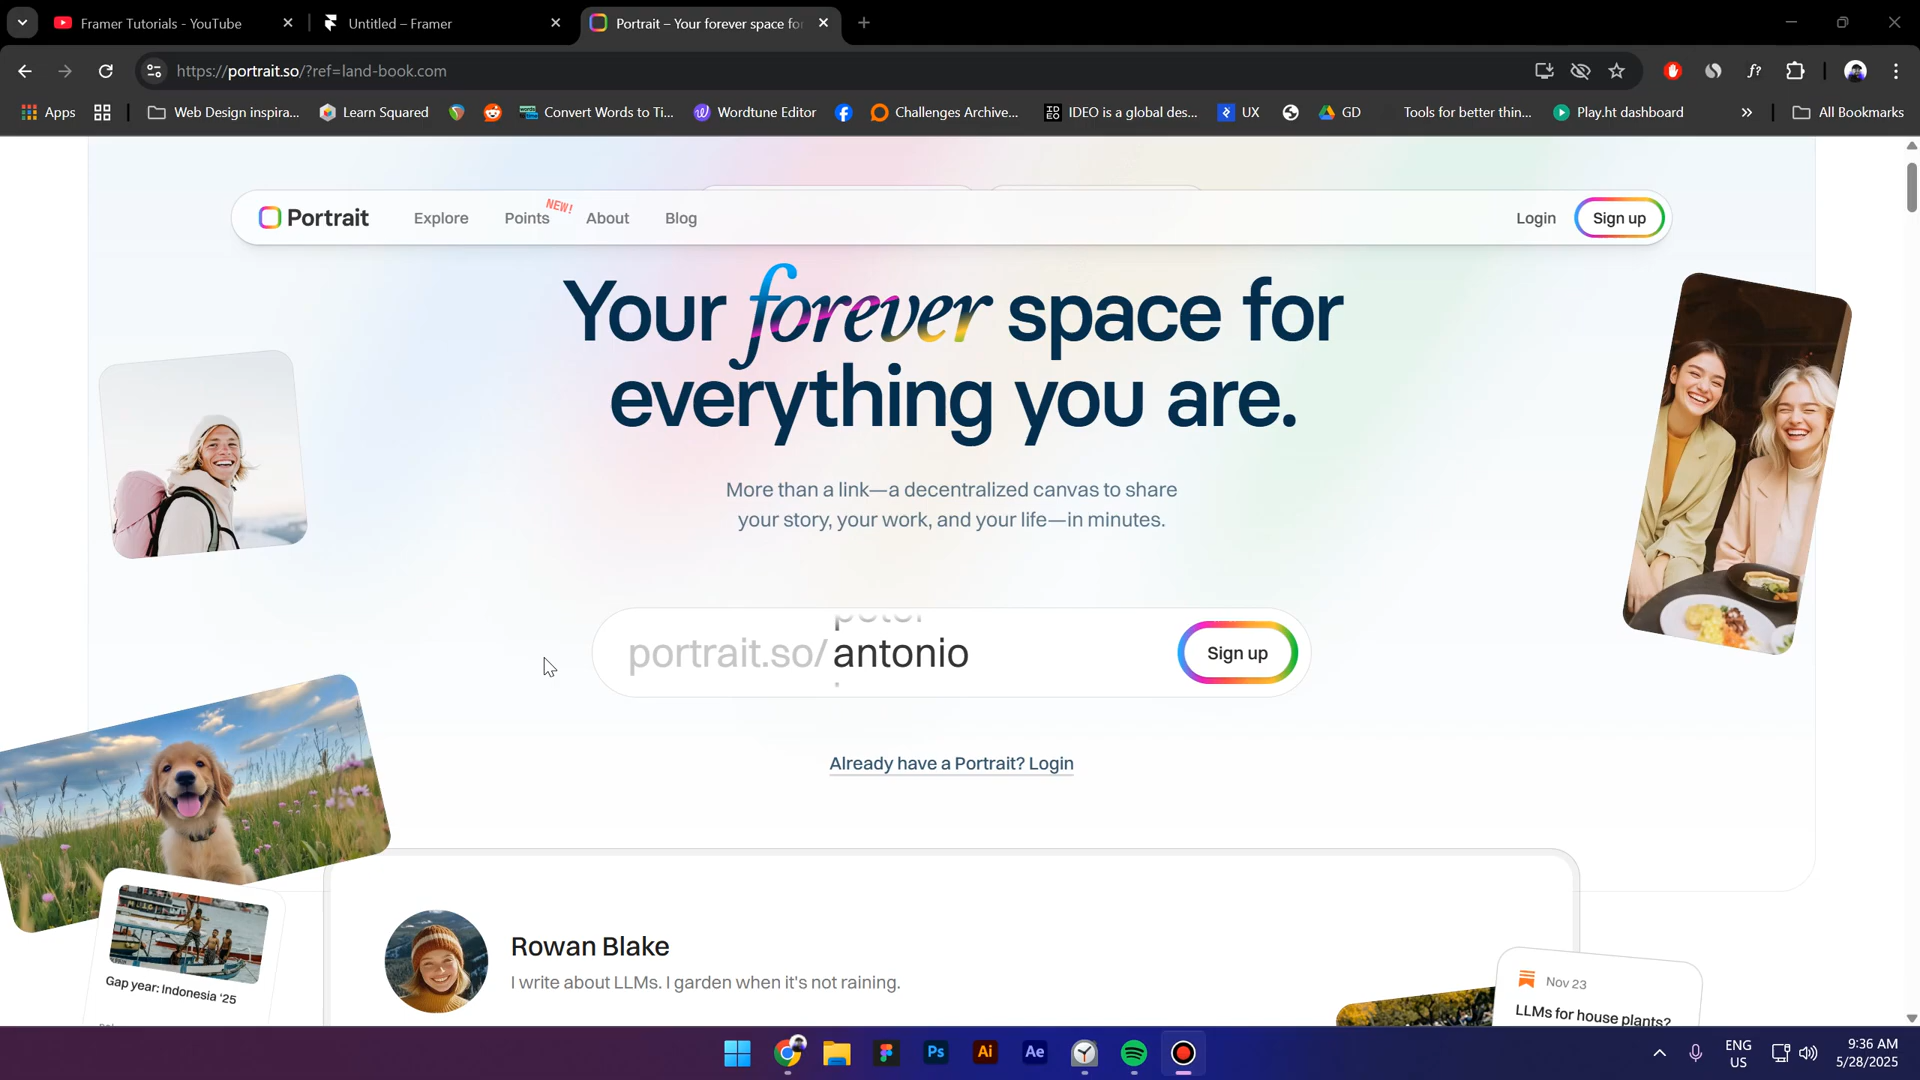 Framer Tutorials - YouTube
Untitled – Framer
Portrait – Your forever space for
https://portrait.so/?ref=land-book.com
Apps
Web Design inspira...
Learn Squared
Convert Words to Ti...
Wordtune Editor
Challenges Archive...
IDEO is a global des...
UX
GD
Tools for better thin...
Play.ht dashboard
All Bookmarks
Portrait
Explore
Points
NEW!
About
Blog
Login
Sign up
Your forever space for
everything you are.
More than a link—a decentralized canvas to share
your story, your work, and your life—in minutes.
portrait.so/
antonio
Sign up
Already have a Portrait? Login
Rowan Blake
I write about LLMs. I garden when it's not raining.
Gap year: Indonesia '25
Nov 23
LLMs for house plants?
Ps
Ai
Ae
ENG
US
9:36 AM
5/28/2025